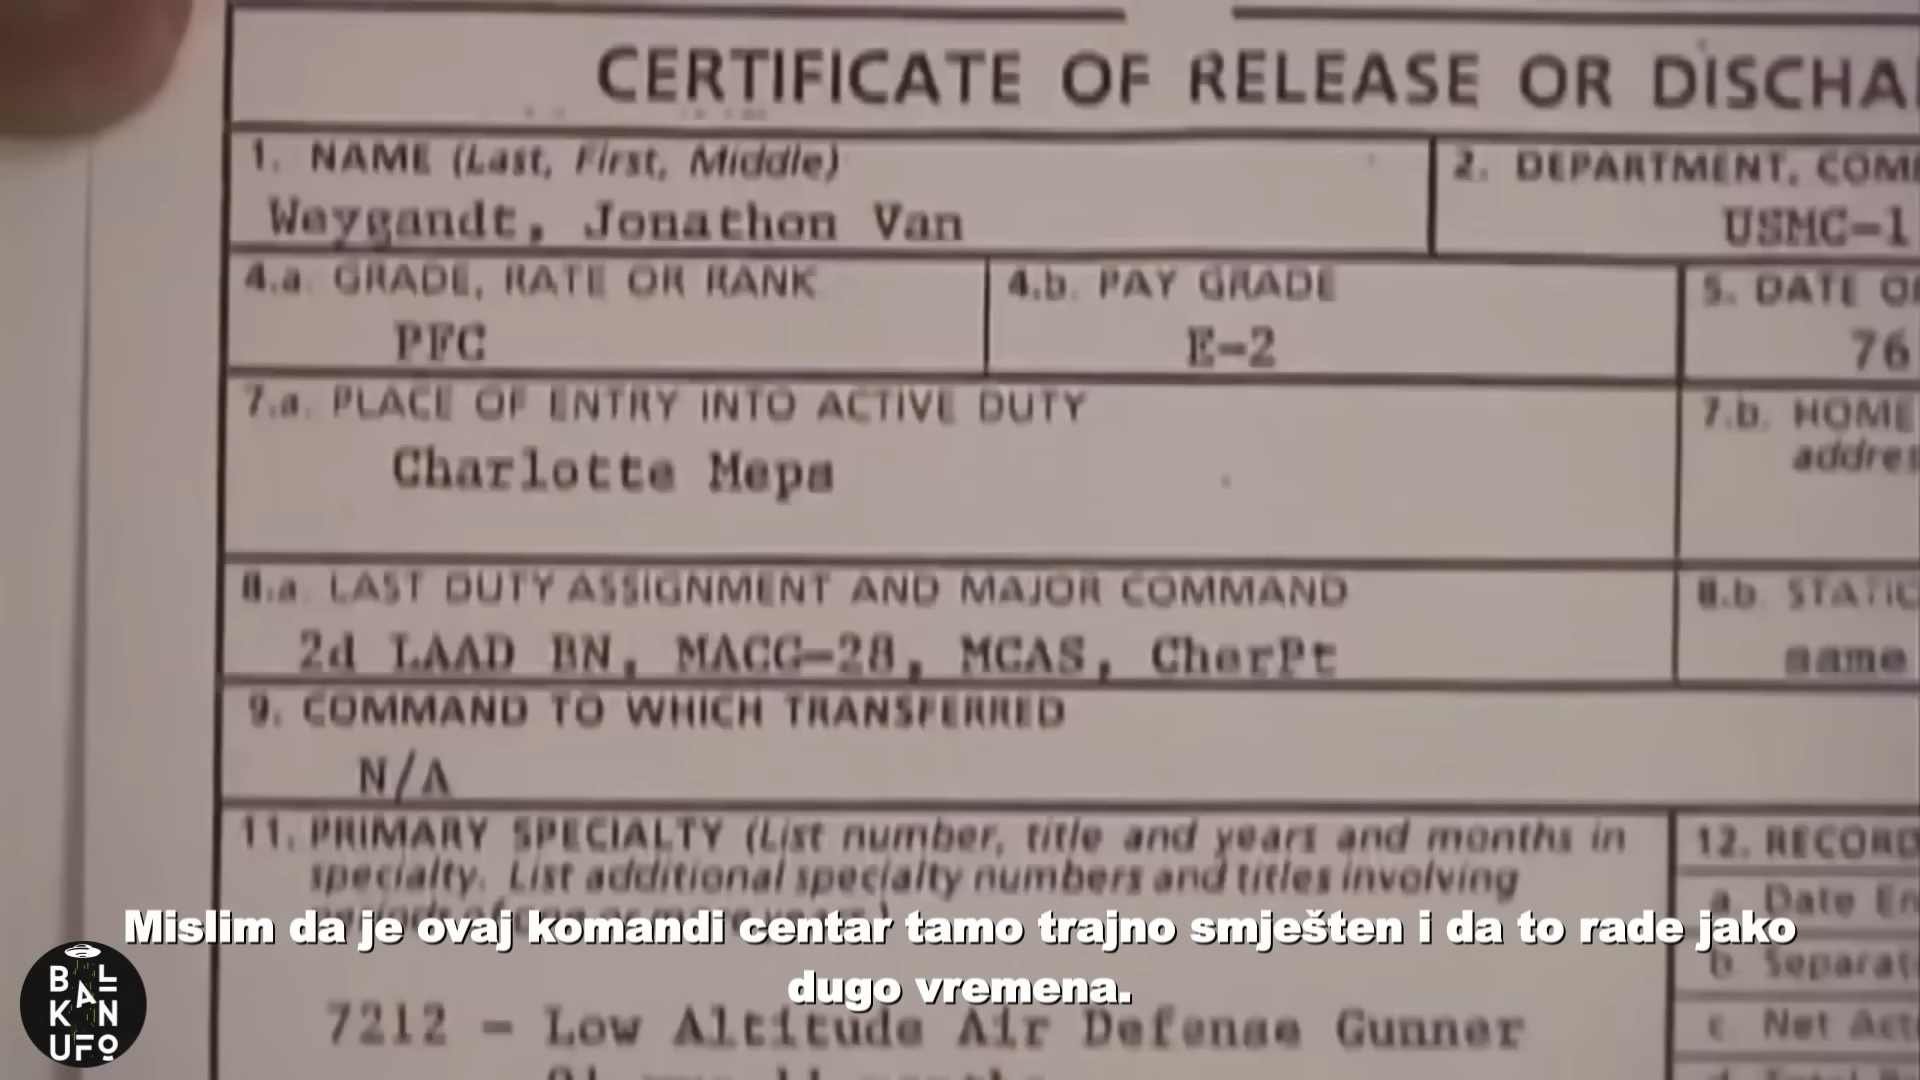 CERTIFICATE OF RELEASE OR DISCHA
1. NAME (Last, First, Middle)
Weygandt, Jonathon Van
2. DEPARTMENT, COM
USMC-1
4.a. GRADE, RATE OR RANK
PFC
4.b. PAY GRADE
E-2
5. DATE O
76
7.a. PLACE OF ENTRY INTO ACTIVE DUTY
Charlotte Meps
7.b. HOME
addres
8.a. LAST DUTY ASSIGNMENT AND MAJOR COMMAND
2d LAAD BN, MACG-28, MCAS, CherPt
8.b. STATIO
same
9. COMMAND TO WHICH TRANSFERRED
N/A
11. PRIMARY SPECIALTY (List number, title and years and months in
specialty. List additional specialty numbers and titles involving
7212 - Low Altitude Air Defense Gunner
12. RECORD
a. Date En
b. Separat
c. Net Act
Mislim da je ovaj komandi centar tamo trajno smješten i da to rade jako
dugo vremena.
BALKAN
UFO